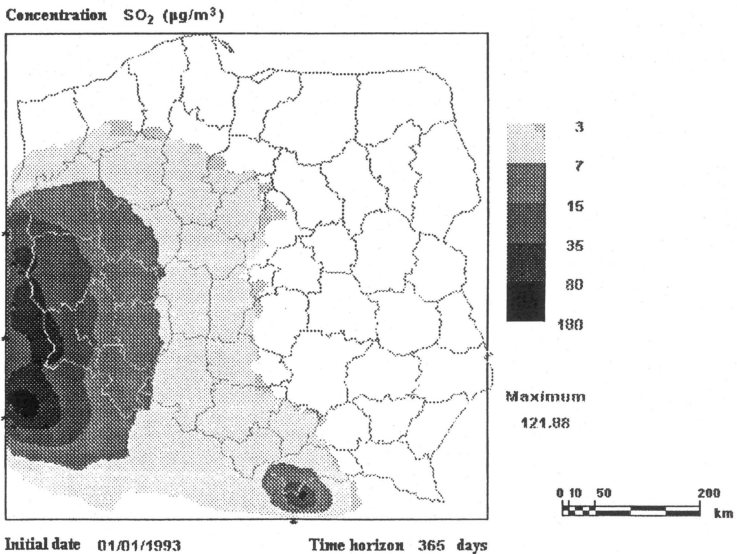 Concentration SO₂ (µg/m³)
3
7
15
35
80
180
Maximum
121.88
0 10 50 200
km
Initial date 01/01/1993 Time horizon 365 days